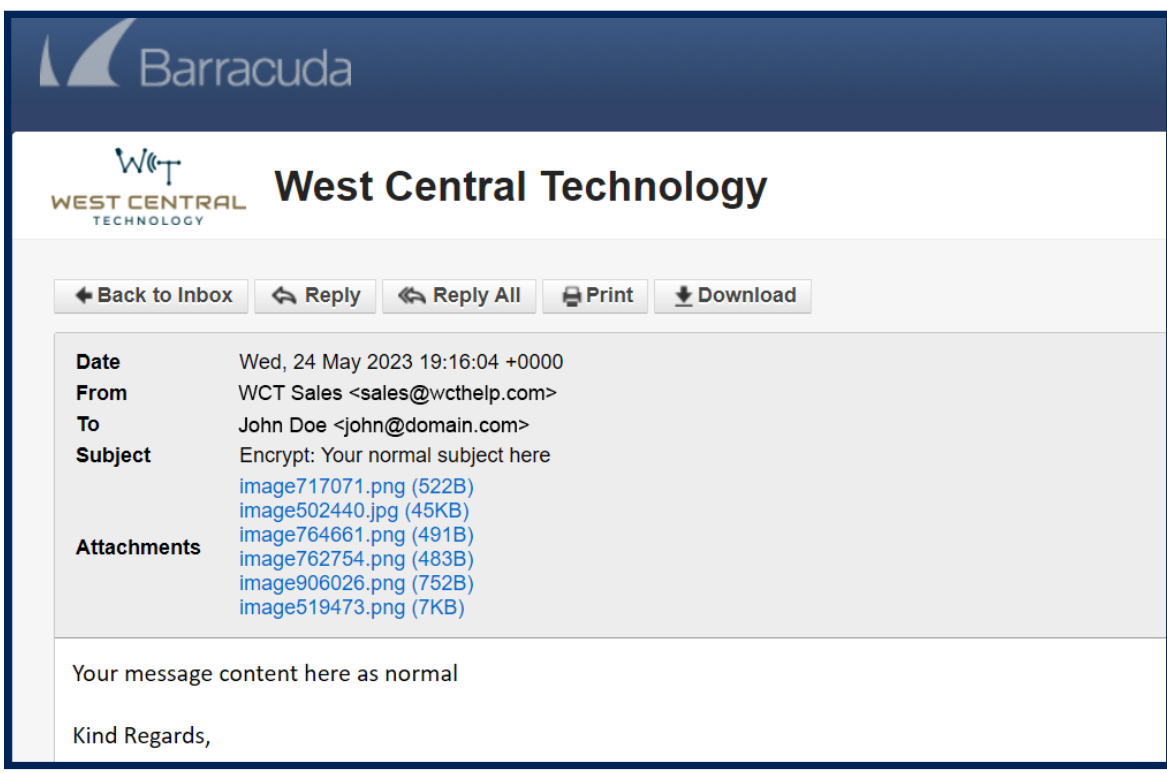 Barracuda
WCT
WEST CENTRAL
TECHNOLOGY
West Central Technology
Back to Inbox Reply Reply All Print Download
Date Wed, 24 May 2023 19:16:04 +0000
From WCT Sales <sales@wcthelp.com>
To John Doe <john@domain.com>
Subject Encrypt: Your normal subject here
image717071.png (522B)
image502440.jpg (45KB)
Attachments image764661.png (491B)
image762754.png (483B)
image906026.png (752B)
image519473.png (7KB)
Your message content here as normal
Kind Regards,